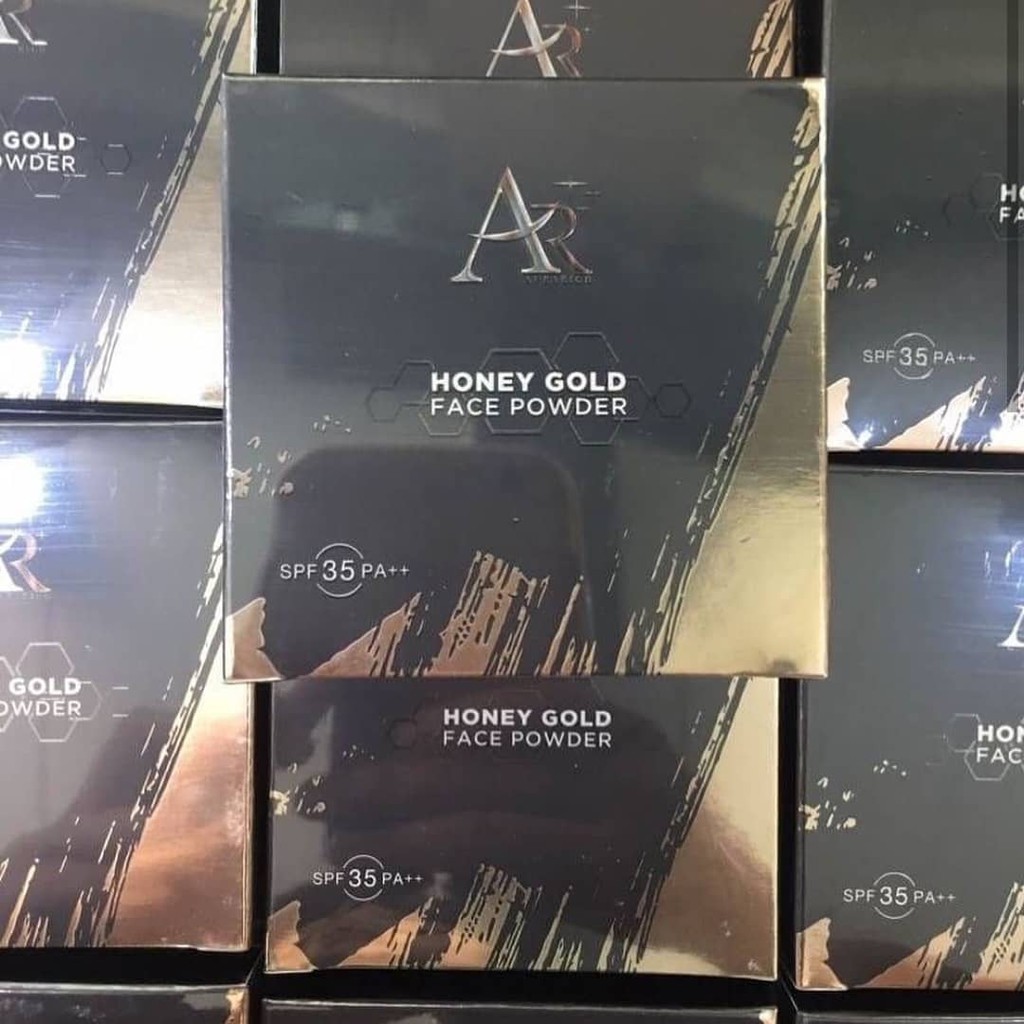 AR
HONEY GOLD
FACE POWDER
SPF 35 PA++
AR
GOLD
POWDER
SPF 35 PA++
GOLD
POWDER
HONEY GOLD
FACE POWDER
SPF 35 PA++
SPF 35 PA++